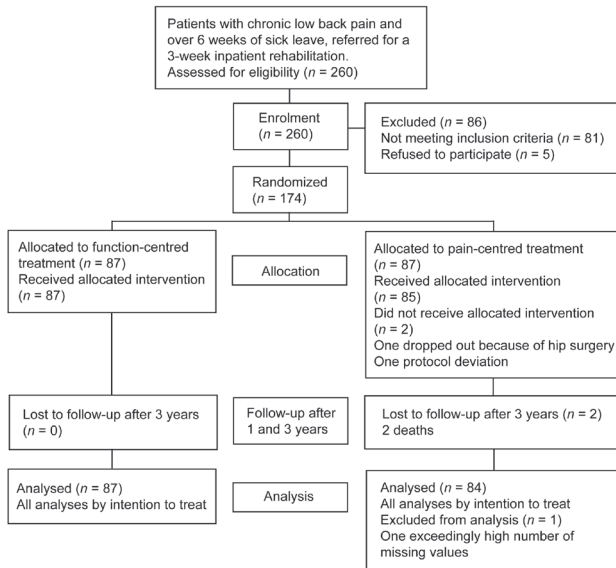 Patients with chronic low back pain and
over 6 weeks of sick leave, referred for a
3-week inpatient rehabilitation.
Assessed for eligibility (n = 260)
Enrolment
(n = 260)
Excluded (n = 86)
Not meeting inclusion criteria (n = 81)
Refused to participate (n = 5)
Randomized
(n = 174)
Allocated to function-centred
treatment (n = 87)
Received allocated intervention
(n = 87)
Allocation
Allocated to pain-centred treatment
(n = 87)
Received allocated intervention
(n = 85)
Did not receive allocated intervention
(n = 2)
One dropped out because of hip surgery
One protocol deviation
Lost to follow-up after 3 years
(n = 0)
Follow-up after
1 and 3 years
Lost to follow-up after 3 years (n = 2)
2 deaths
Analysed (n = 87)
All analyses by intention to treat
Analysis
Analysed (n = 84)
All analyses by intention to treat
Excluded from analysis (n = 1)
One exceedingly high number of
missing values